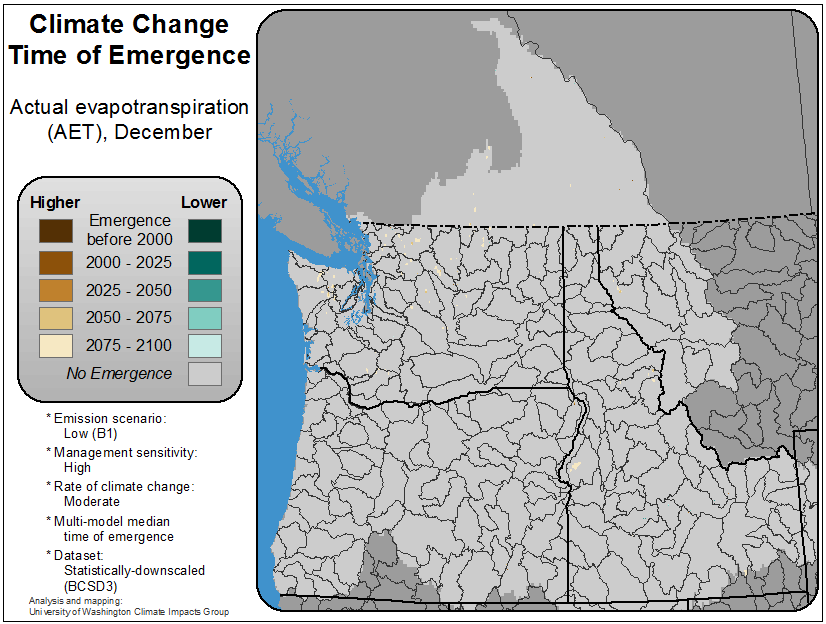 Climate Change
Time of Emergence
Actual evapotranspiration
(AET), December
Higher Lower
Emergence
before 2000
2000 - 2025
2025 - 2050
2050 - 2075
2075 - 2100
No Emergence
* Emission scenario:
Low (B1)
* Management sensitivity:
High
* Rate of climate change:
Moderate
* Multi-model median
time of emergence
* Dataset:
Statistically-downscaled
(BCSD3)
Analysis and mapping:
University of Washington Climate Impacts Group